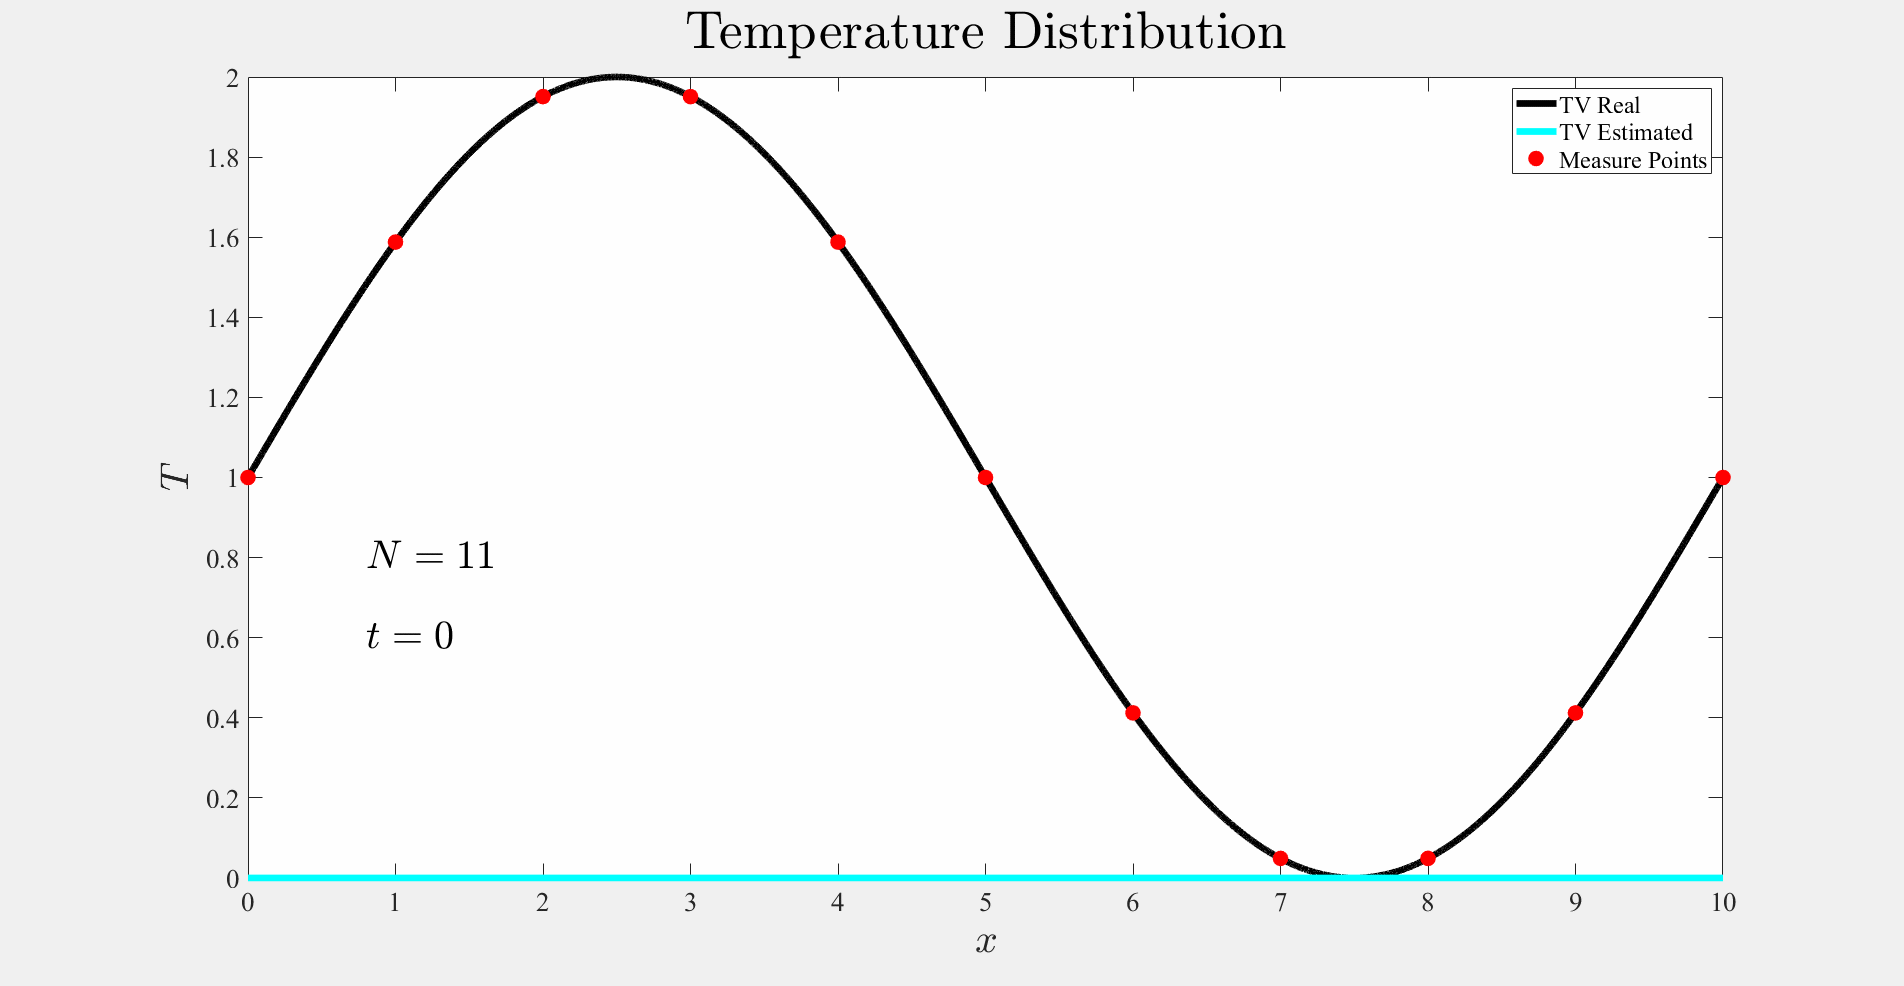 Temperature Distribution
2
1.8
1.6
1.4
1.2
1
0.8
0.6
0.4
0.2
0
T
TV Real
TV Estimated
Measure Points
N = 11
t = 0
0 1 2 3 4 5 6 7 8 9 10
x